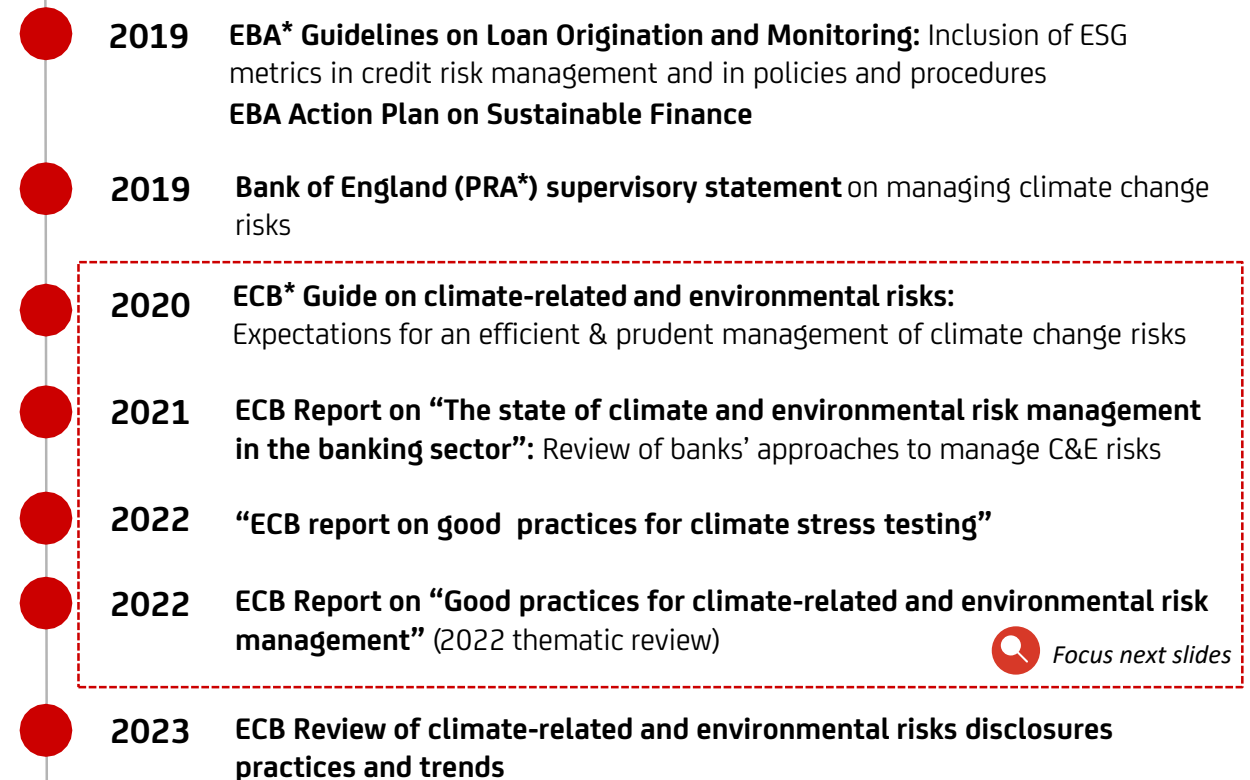 2019 EBA* Guidelines on Loan Origination and Monitoring: Inclusion of ESG
metrics in credit risk management and in policies and procedures
EBA Action Plan on Sustainable Finance
2019 Bank of England (PRA*) supervisory statement on managing climate change
risks
2020 ECB* Guide on climate-related and environmental risks:
Expectations for an efficient & prudent management of climate change risks
2021 ECB Report on “The state of climate and environmental risk management
in the banking sector”: Review of banks’ approaches to manage C&E risks
2022 “ECB report on good practices for climate stress testing”
2022 ECB Report on “Good practices for climate-related and environmental risk
management” (2022 thematic review)
Focus next slides
2023 ECB Review of climate-related and environmental risks disclosures
practices and trends